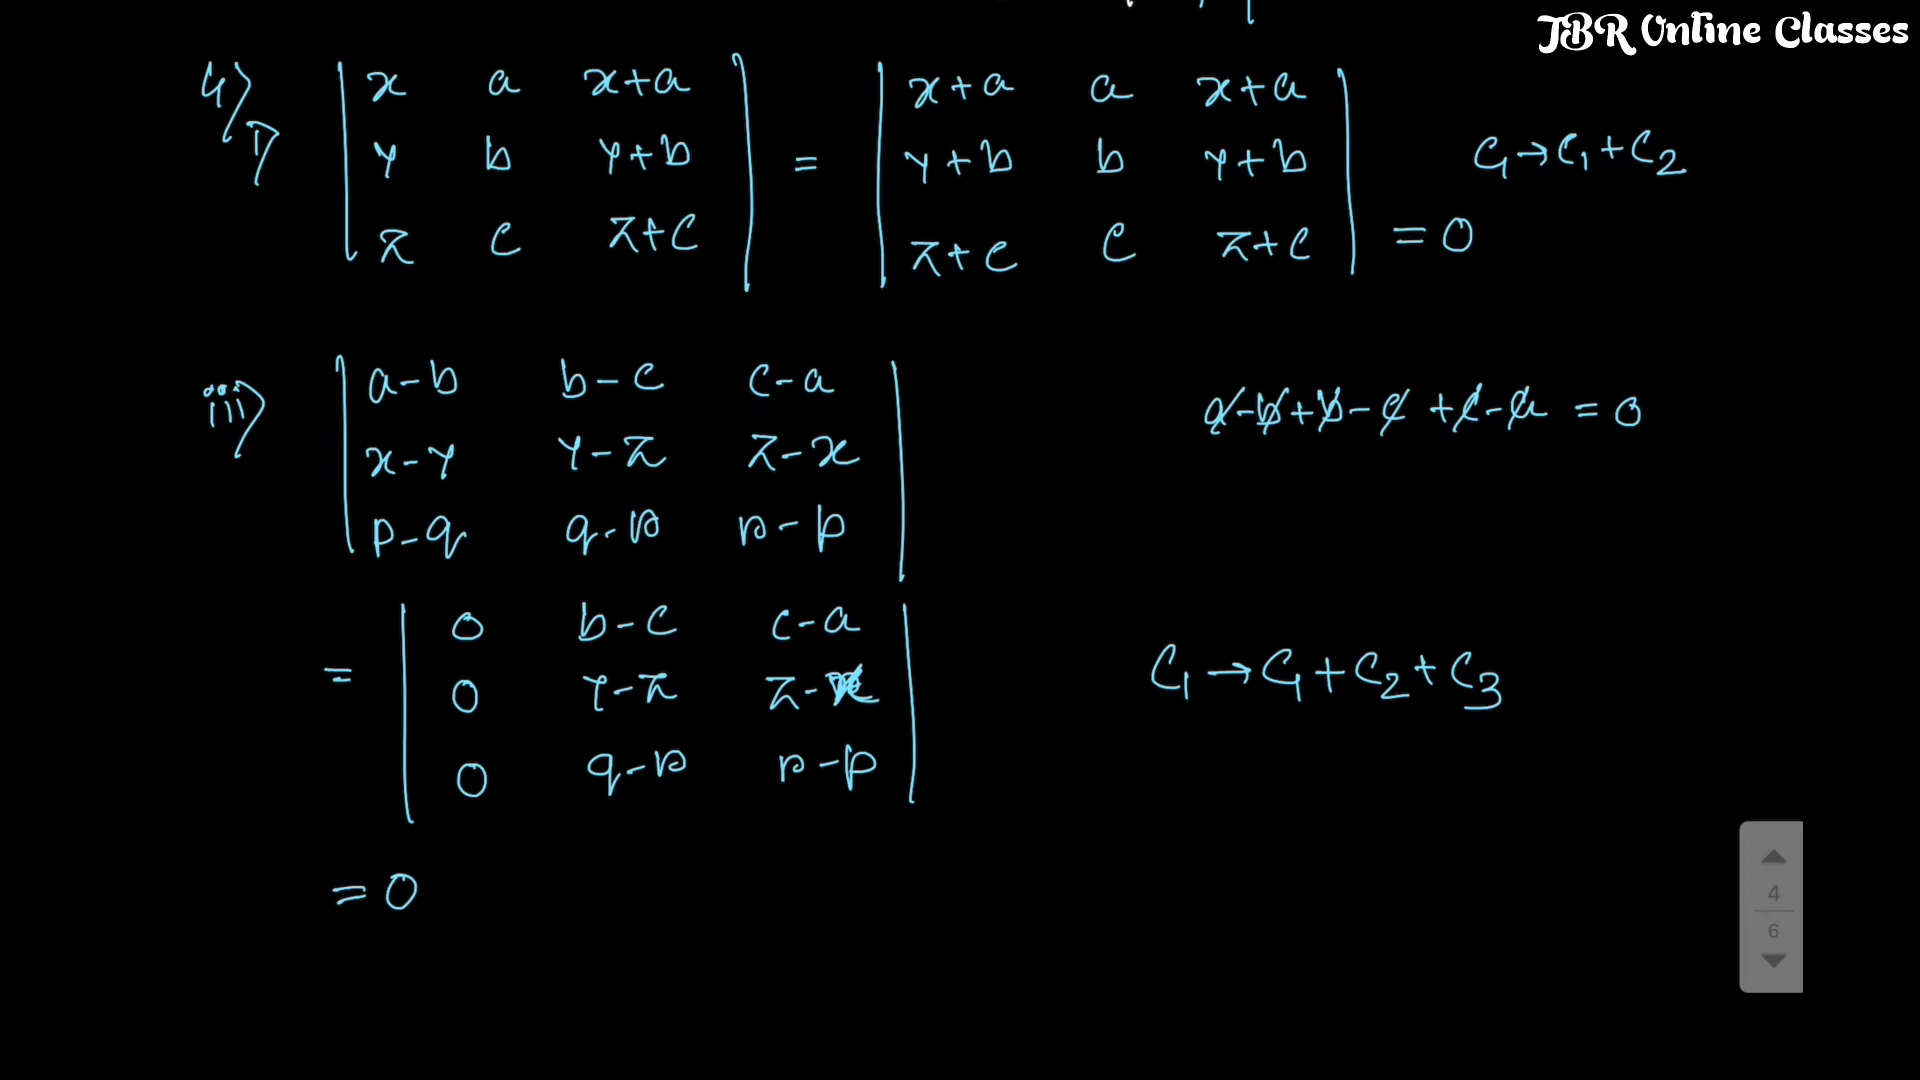 JBR Online Classes
4) i) | x a x+a | = | x+a a x+a |
| y b y+b | | y+b b y+b | C₁→C₁+C₂
| z c z+c | | z+c c z+c | = 0
iii) | a-b b-c c-a | a-b+b-c+c-a = 0
| x-y y-z z-x |
| p-q q-r r-p |
= | 0 b-c c-a |
| 0 y-z z-x | C₁→C₁+C₂+C₃
| 0 q-r r-p |
= 0
4
6